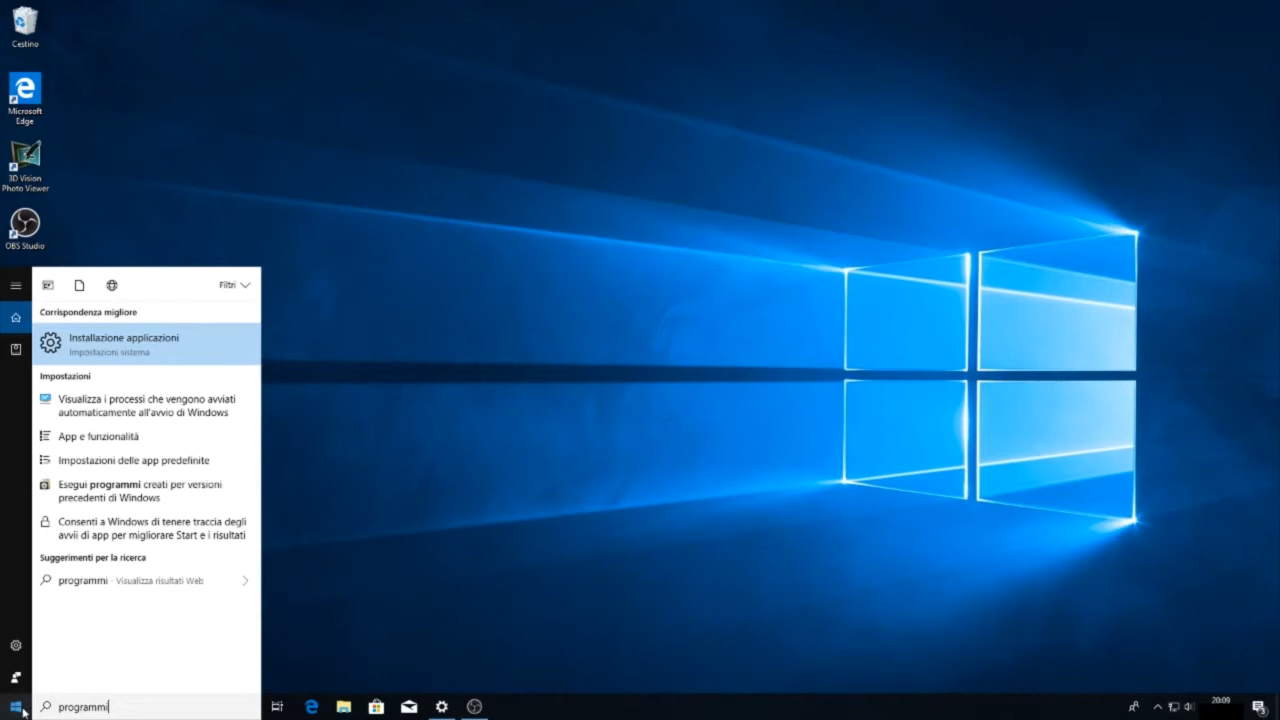 Cestino
Microsoft
Edge
3D Vision
Photo Viewer
OBS Studio
Filtri
Corrispondenza migliore
Installazione applicazioni
Impostazioni sistema
Impostazioni
Visualizza i processi che vengono avviati
automaticamente all'avvio di Windows
App e funzionalità
Impostazioni delle app predefinite
Esegui programmi creati per versioni
precedenti di Windows
Consenti a Windows di tenere traccia degli
avvii di app per migliorare Start e i risultati
Suggerimenti per la ricerca
programmi - Visualizza risultati Web
programmi
20:09
3